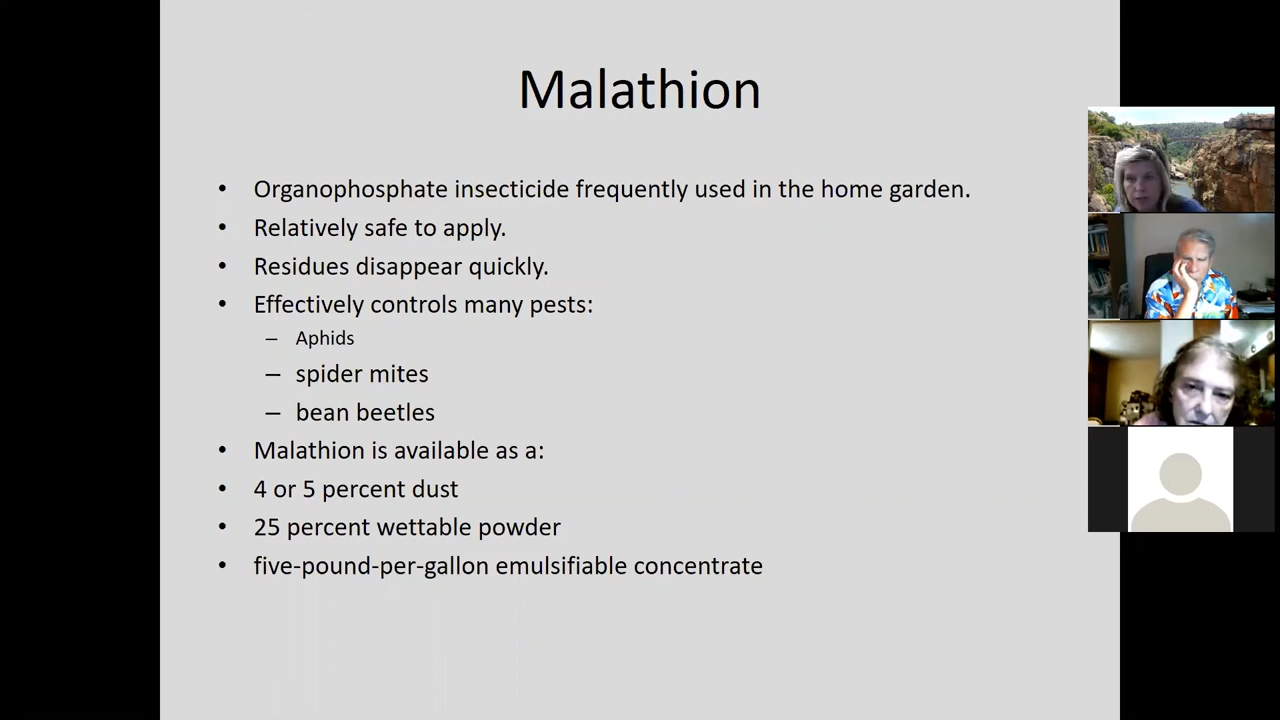 Malathion
• Organophosphate insecticide frequently used in the home garden.
• Relatively safe to apply.
• Residues disappear quickly.
• Effectively controls many pests:
– Aphids
– spider mites
– bean beetles
• Malathion is available as a:
• 4 or 5 percent dust
• 25 percent wettable powder
• five-pound-per-gallon emulsifiable concentrate